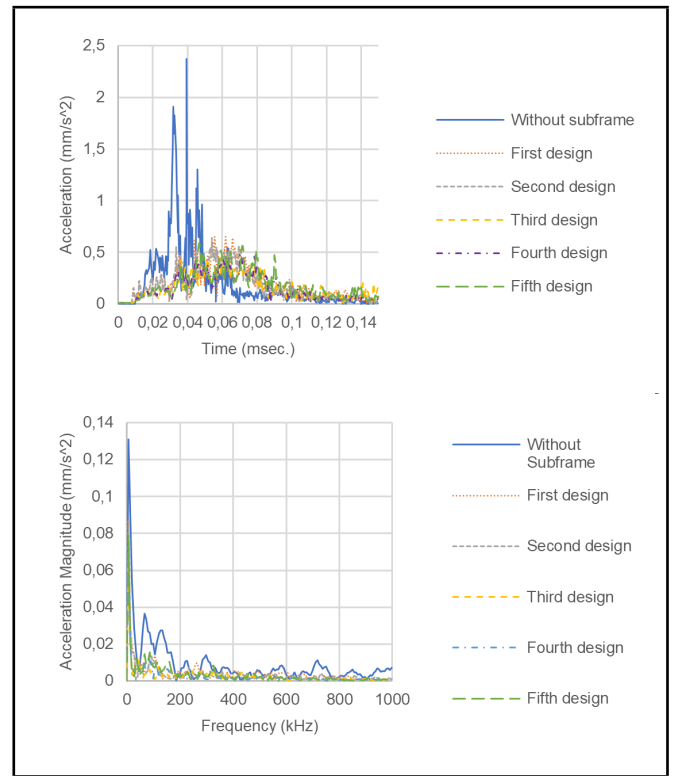 2,5
2
1,5
1
0,5
0
Acceleration (mm/s^2)
0 0,02 0,04 0,06 0,08 0,1 0,12 0,14
Time (msec.)
Without subframe
First design
Second design
Third design
Fourth design
Fifth design
0,14
0,12
0,1
0,08
0,06
0,04
0,02
0
Acceleration Magnitude (mm/s^2)
0 200 400 600 800 1000
Frequency (kHz)
Without
Subframe
First design
Second design
Third design
Fourth design
Fifth design